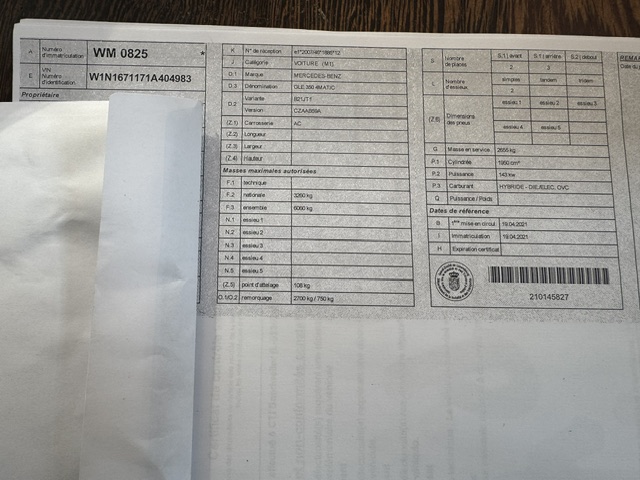 A Numéro d'immatriculation WM 0825 *
E VIN Numéro d'identification W1N1671171A404983
Propriétaire
K N° de réception
J Catégorie VOITURE (M1)
D.1 Marque MERCEDES-BENZ
D.3 Dénomination GLE 350 4MATIC
D.2 Variante
Version
(Z.1) Carrosserie AC
(Z.2) Longueur
(Z.3) Largeur
(Z.4) Hauteur
Masses maximales autorisées
F.1 technique
F.2 nationale 3260 kg
F.3 ensemble 6060 kg
N.1 essieu 1
N.2 essieu 2
N.3 essieu 3
N.4 essieu 4
N.5 essieu 5
(Z.5) point d'attelage 108 kg
O.1/O.2 remorquage 2700 kg / 750 kg
S Nombre de places S.1 | avant S.1 | arrière S.2 | debout
2 3
L Nombre d'essieux simples tandem tridem
2
(Z.6) Dimensions des pneus essieu 1 essieu 2 essieu 3
essieu 4 essieu 5
G Masse en service 2655 kg
P.1 Cylindrée 1950 cm³
P.2 Puissance 143 kw
P.3 Carburant HYBRIDE - DIE./ELEC. OVC
Q Puissance / Poids
Dates de référence
B 1ère mise en circul. 19.04.2021
I immatriculation 19.04.2021
H Expiration certificat
210145827
REMAR
Date du p